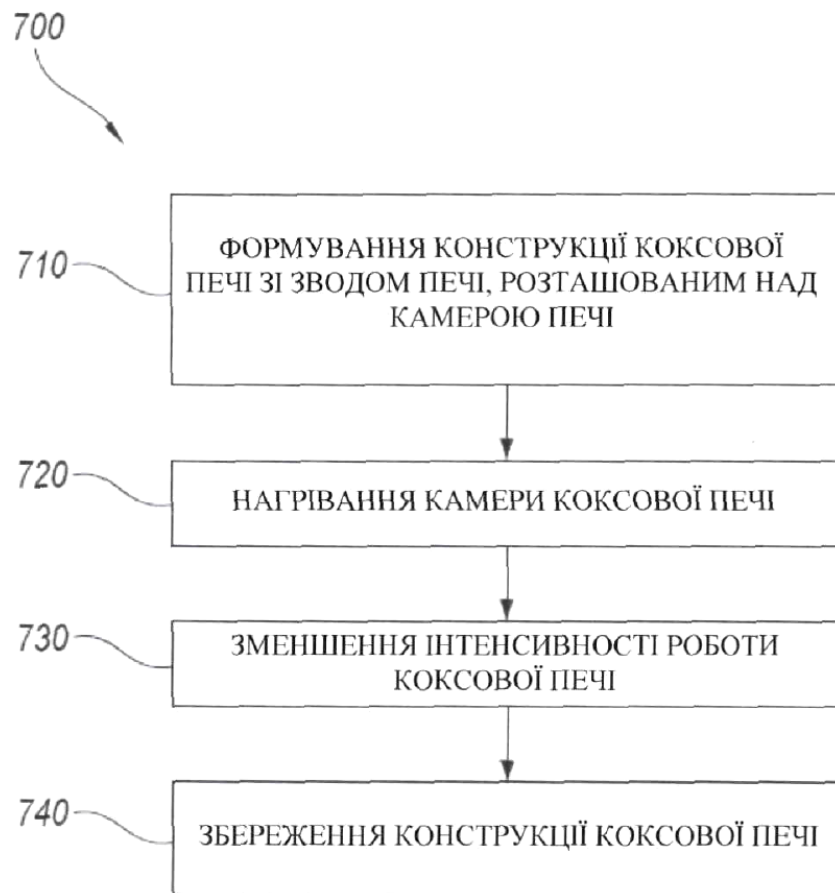 700
710
ФОРМУВАННЯ КОНСТРУКЦІЇ КОКСОВОЇ
ПЕЧІ ЗІ ЗВОДОМ ПЕЧІ, РОЗТАШОВАНИМ НАД
КАМЕРОЮ ПЕЧІ
720
НАГРІВАННЯ КАМЕРИ КОКСОВОЇ ПЕЧІ
730
ЗМЕНШЕННЯ ІНТЕНСИВНОСТІ РОБОТИ
КОКСОВОЇ ПЕЧІ
740
ЗБЕРЕЖЕННЯ КОНСТРУКЦІЇ КОКСОВОЇ ПЕЧІ